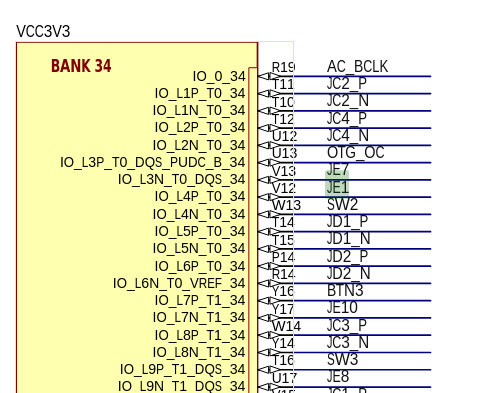 VCC3V3
BANK 34
IO_0_34 R19 AC_BCLK
IO_L1P_T0_34 T11 JC2_P
IO_L1N_T0_34 T10 JC2_N
IO_L2P_T0_34 T12 JC4_P
IO_L2N_T0_34 U12 JC4_N
IO_L3P_T0_DQS_PUDC_B_34 U13 OTG_OC
IO_L3N_T0_DQS_34 V13 JE7
IO_L4P_T0_34 V12 JE1
IO_L4N_T0_34 W13 SW2
IO_L5P_T0_34 T14 JD1_P
IO_L5N_T0_34 T15 JD1_N
IO_L6P_T0_34 P14 JD2_P
IO_L6N_T0_VREF_34 R14 JD2_N
IO_L7P_T1_34 Y16 BTN3
IO_L7N_T1_34 Y17 JE10
IO_L8P_T1_34 W14 JC3_P
IO_L8N_T1_34 Y14 JC3_N
IO_L9P_T1_DQS_34 T16 SW3
IO_L9N_T1_DQS_34 U17 JE8